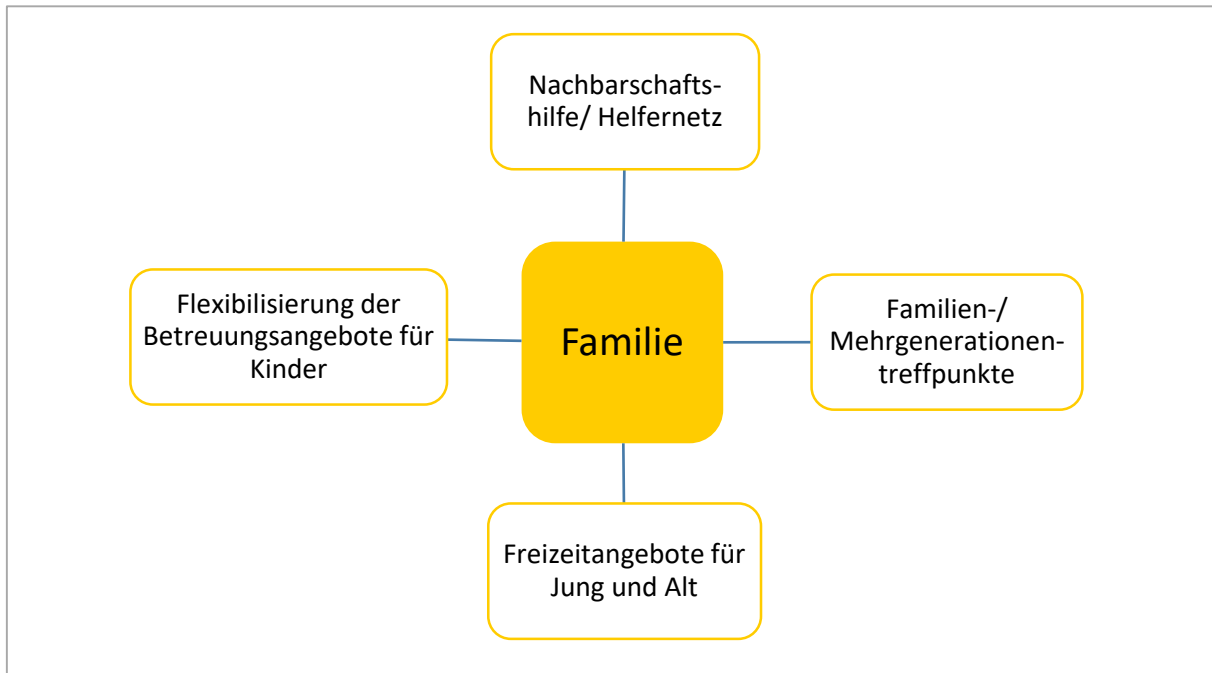 Nachbarschafts-
hilfe/ Helfernetz
Flexibilisierung der
Betreuungsangebote für
Kinder
Familie
Familien-/
Mehrgenerationen-
treffpunkte
Freizeitangebote für
Jung und Alt